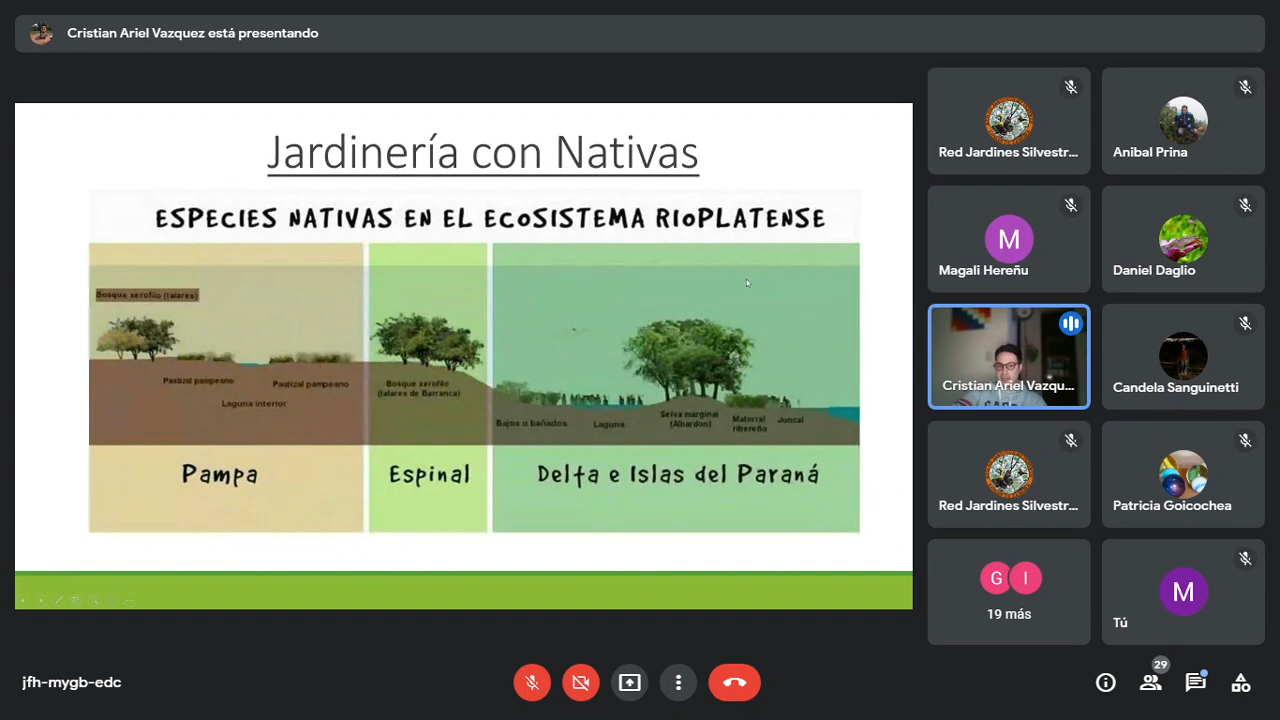 Cristian Ariel Vazquez está presentando
Jardinería con Nativas
ESPECIES NATIVAS EN EL ECOSISTEMA RIOPLATENSE
Bosque xerofilo (talares)
Pastizal pampeano
Pastizal pampeano
Laguna interior
Bosque xerofilo
(talares de Barranca)
Bajos o bañados
Laguna
Selva marginal
(Albardon)
Matorral
ribereño
Juncal
Pampa
Espinal
Delta e Islas del Paraná
Red Jardines Silvestr...
Anibal Prina
M
Magali Hereñu
Daniel Daglio
Cristian Ariel Vazqu...
Candela Sanguinetti
Red Jardines Silvestr...
Patricia Goicochea
G I
19 más
M
Tú
jfh-mygb-edc
29